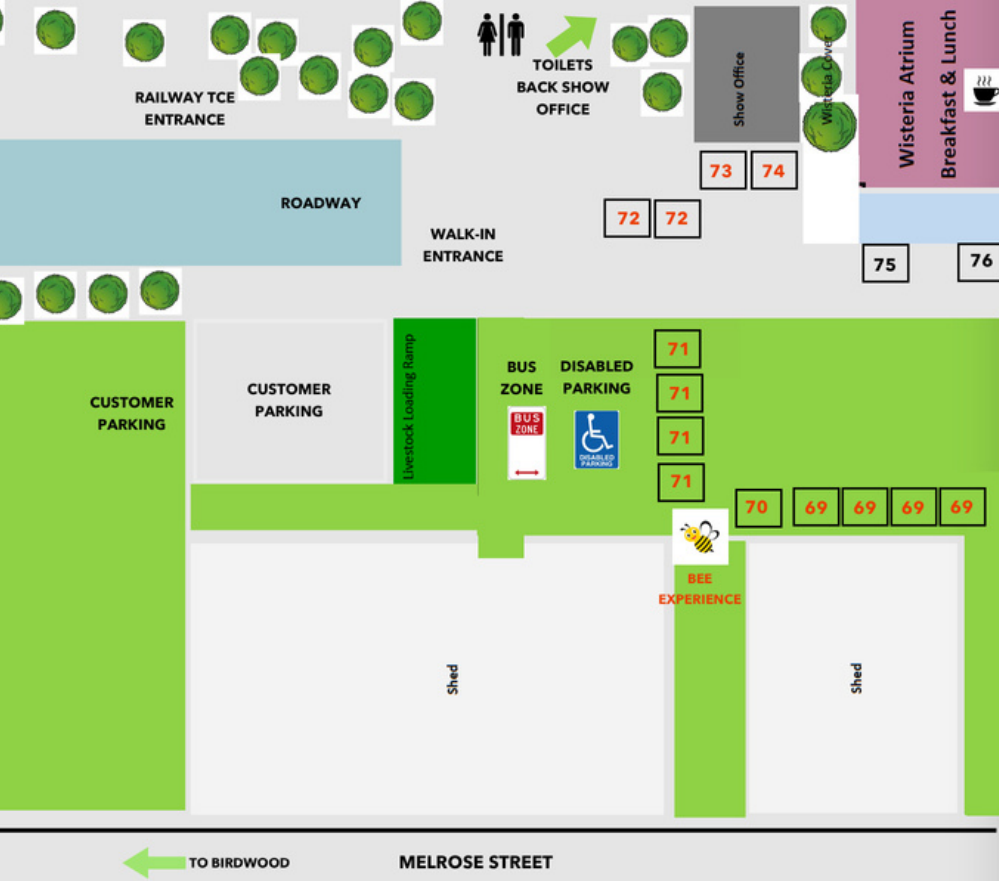 TOILETS
BACK SHOW
OFFICE
Show Office
Wisteria Cover
Wisteria Atrium
Breakfast & Lunch
RAILWAY TCE
ENTRANCE
73
74
ROADWAY
72
72
WALK-IN
ENTRANCE
75
76
CUSTOMER
PARKING
CUSTOMER
PARKING
Livestock Loading Ramp
BUS
ZONE
BUS
ZONE
DISABLED
PARKING
DISABLED
PARKING
71
71
71
71
70
69
69
69
69
BEE
EXPERIENCE
Shed
Shed
TO BIRDWOOD
MELROSE STREET